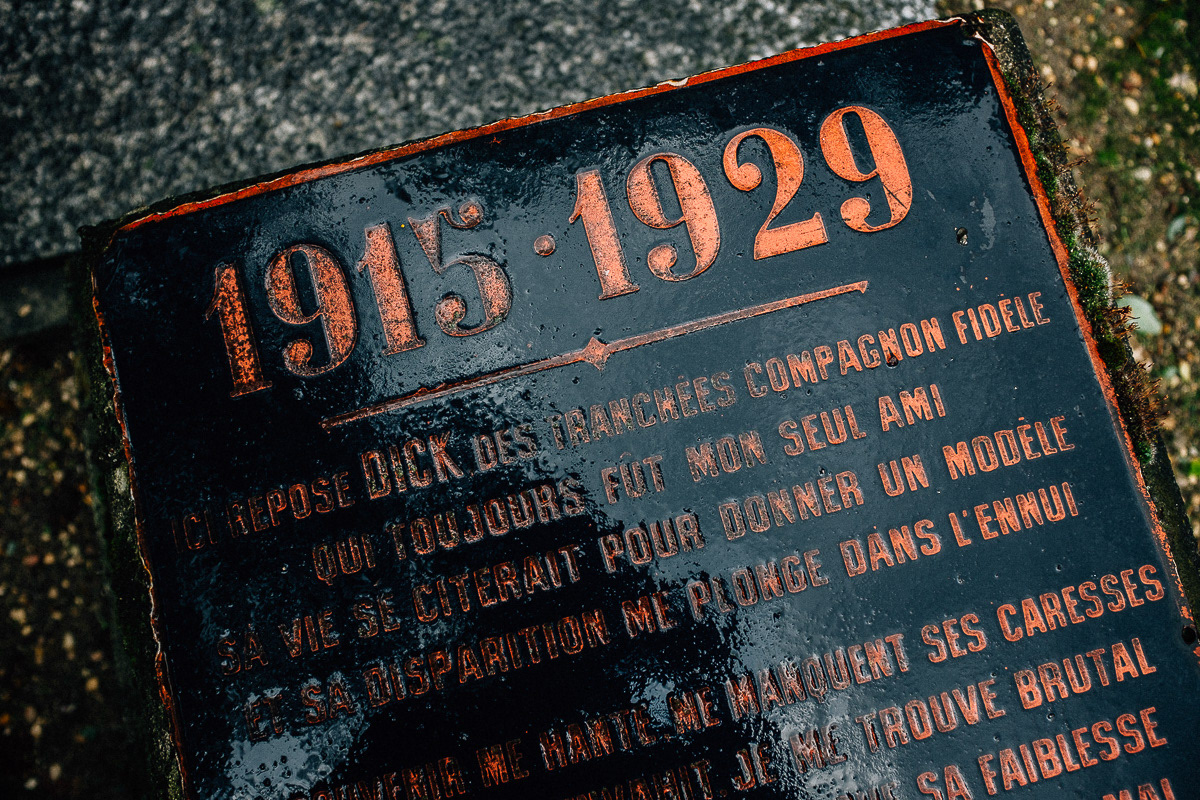 1915·1929
ICI REPOSE DICK DES TRANCHÉES COMPAGNON FIDÈLE
QUI TOUJOURS FÛT MON SEUL AMI
SA VIE SE CITERAIT POUR DONNER UN MODÈLE
ET SA DISPARITION ME PLONGE DANS L'ENNUI
SOUVENIR ME HANTE, ME MANQUENT SES CARESSES
JE ME TROUVE BRUTAL
SA FAIBLESSE